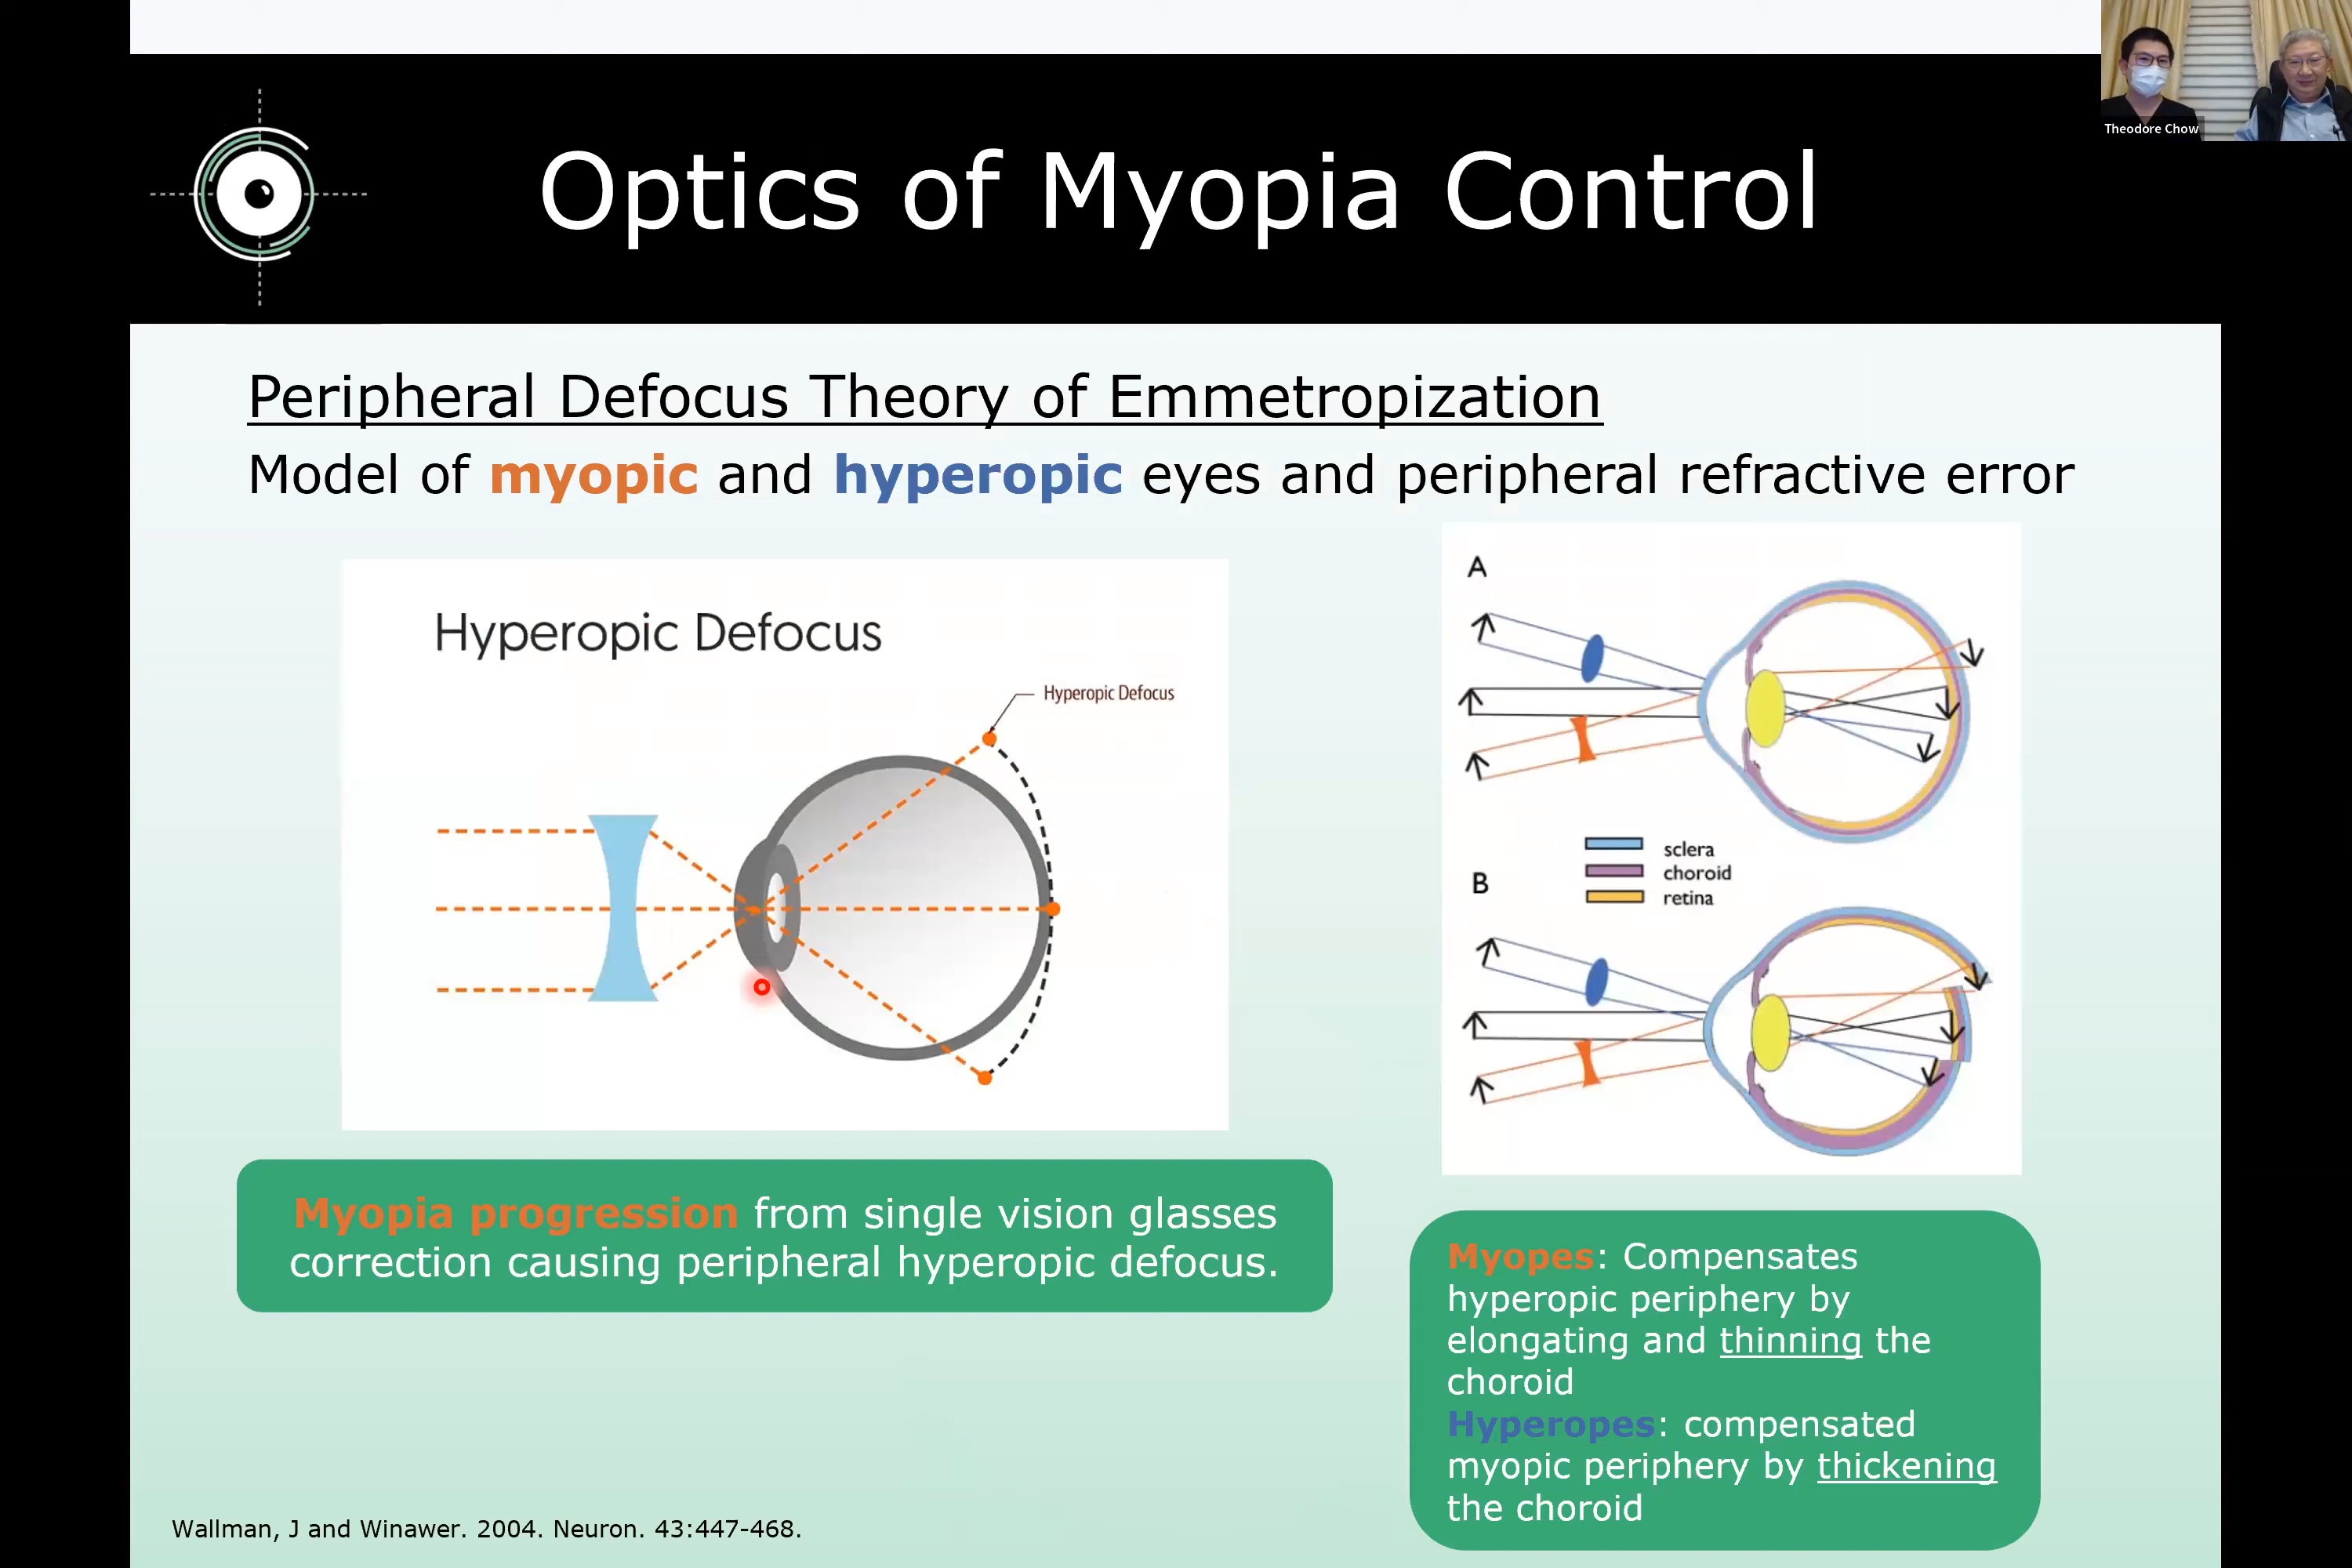 Theodore Chow
Optics of Myopia Control
Peripheral Defocus Theory of Emmetropization
Model of myopic and hyperopic eyes and peripheral refractive error
Hyperopic Defocus
Hyperopic Defocus
A
sclera
choroid
retina
B
Myopia progression from single vision glasses
correction causing peripheral hyperopic defocus.
Myopes: Compensates
hyperopic periphery by
elongating and thinning the
choroid
Hyperopes: compensated
myopic periphery by thickening
the choroid
Wallman, J and Winawer. 2004. Neuron. 43:447-468.